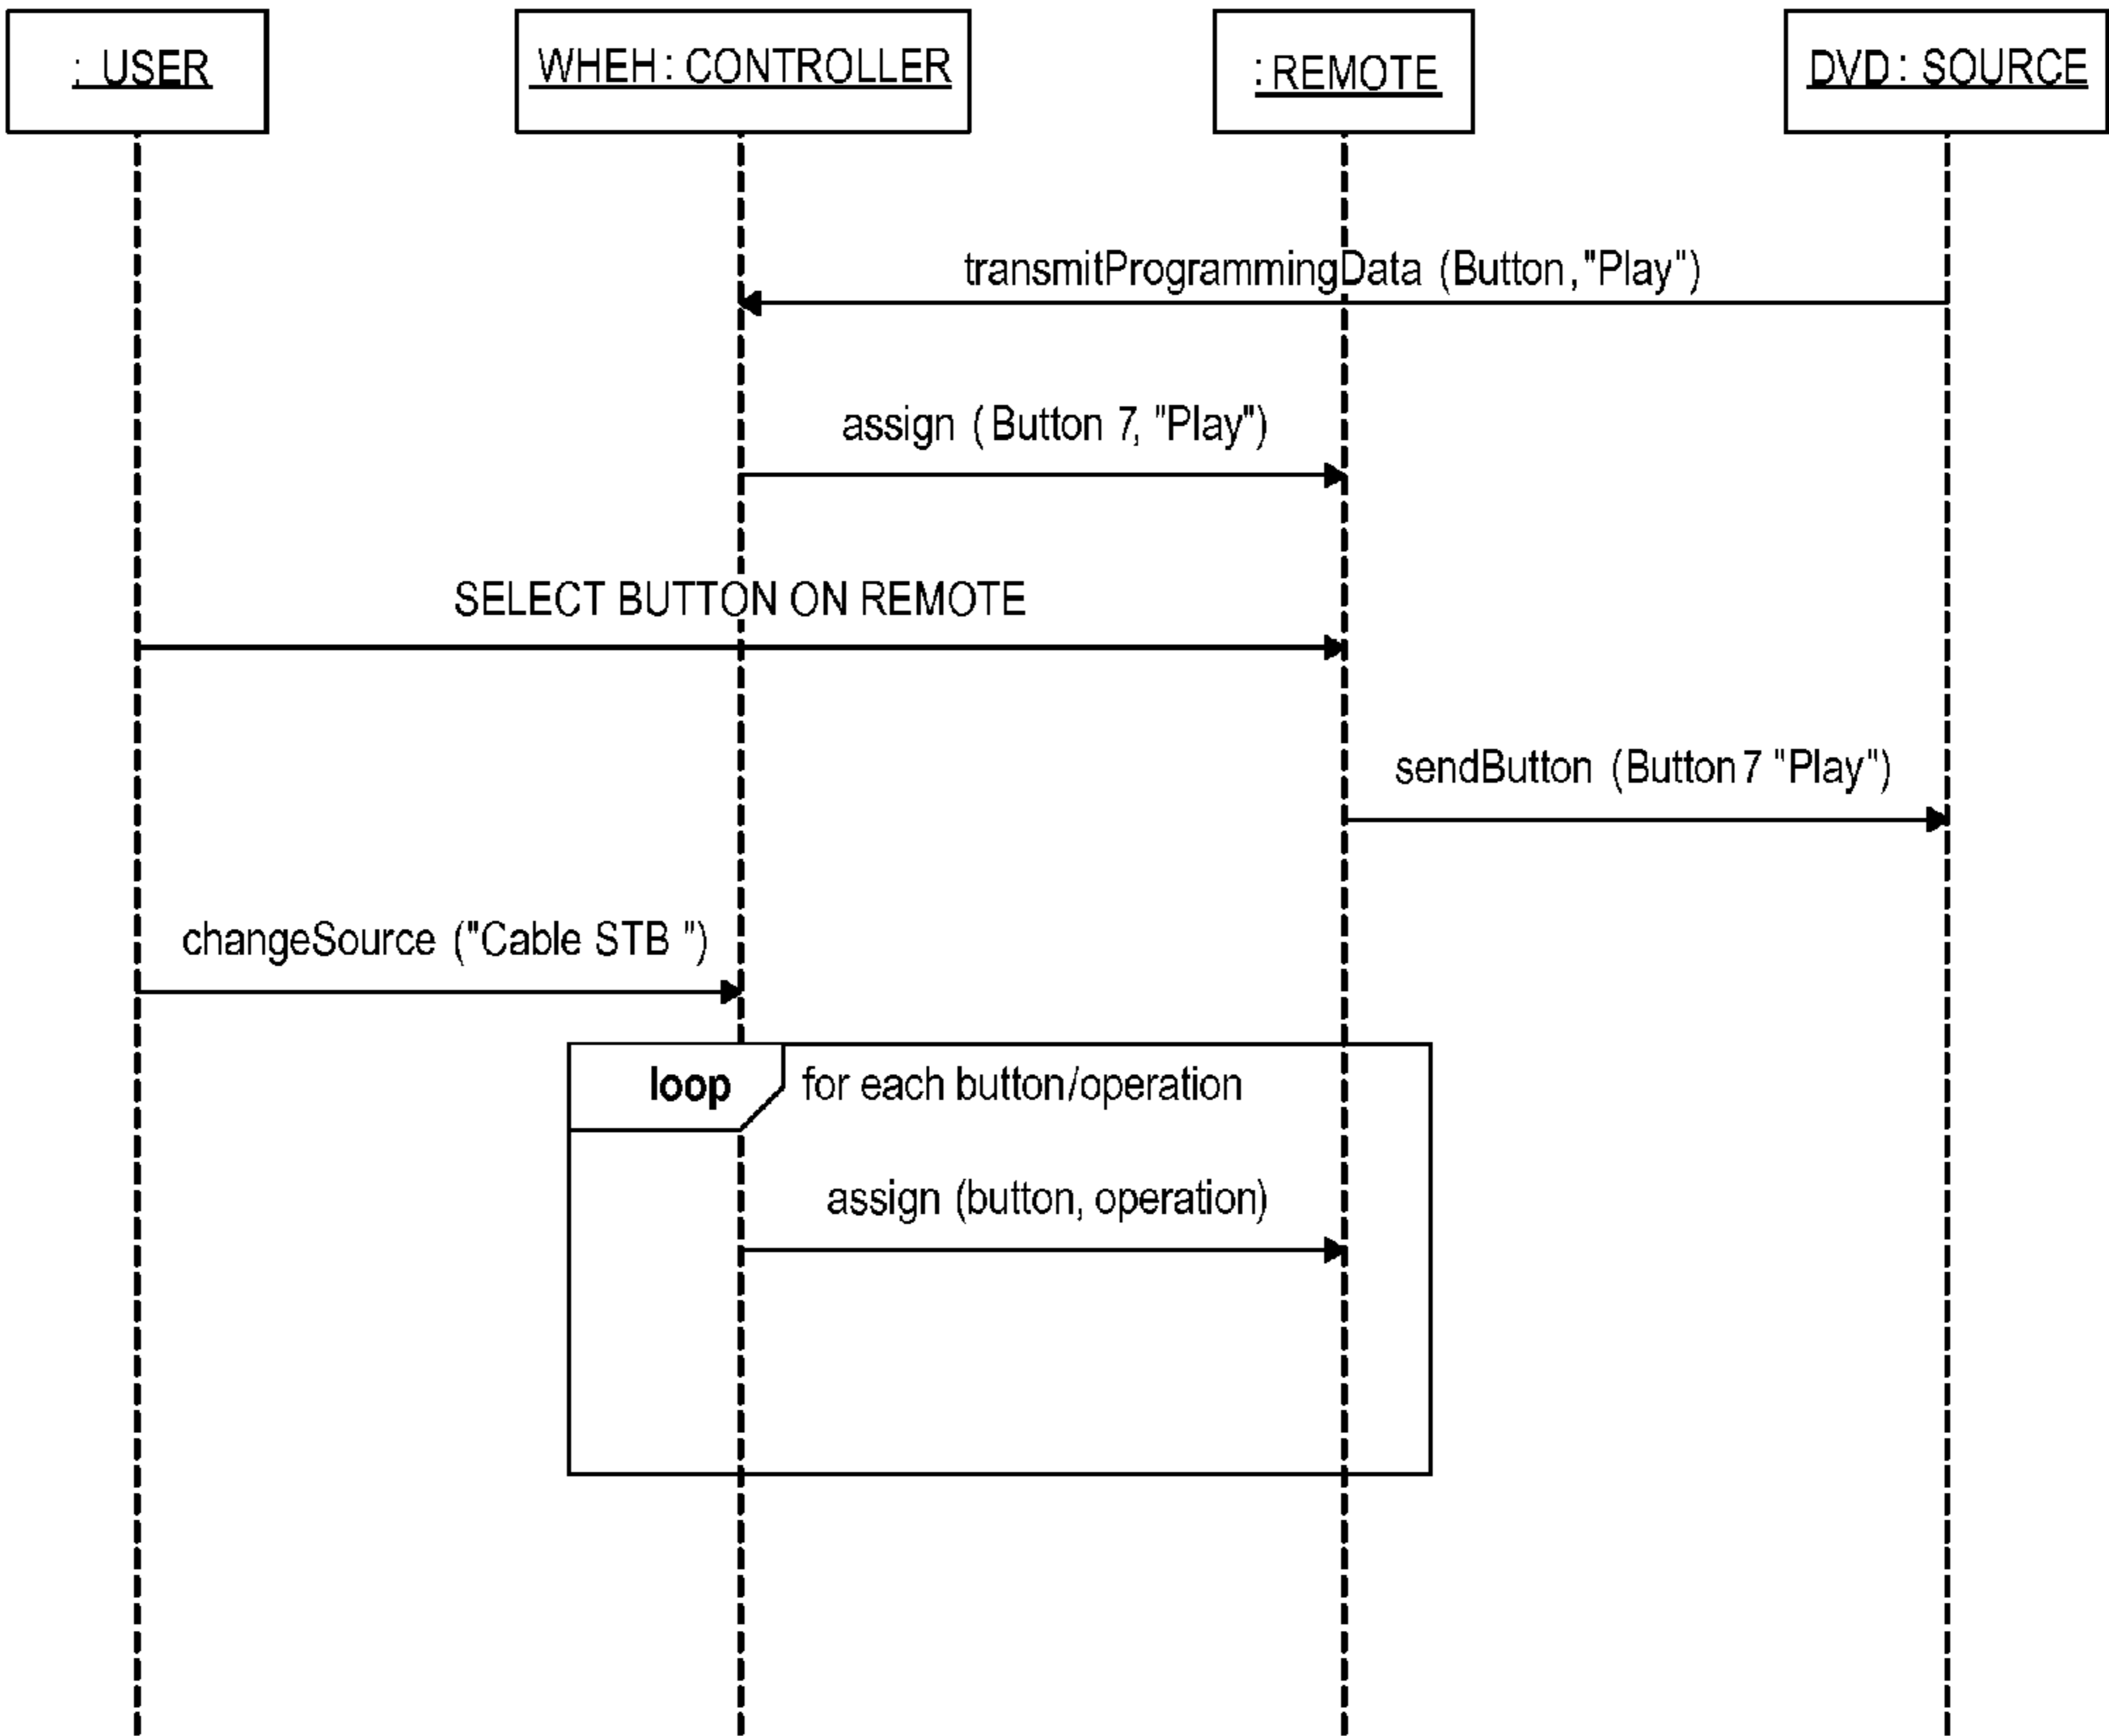 : USER
WHEH: CONTROLLER
: REMOTE
DVD: SOURCE
transmitProgrammingData (Button, "Play")
assign (Button 7, "Play")
SELECT BUTTON ON REMOTE
sendButton (Button 7 "Play")
changeSource ("Cable STB ")
loop for each button/operation
assign (button, operation)